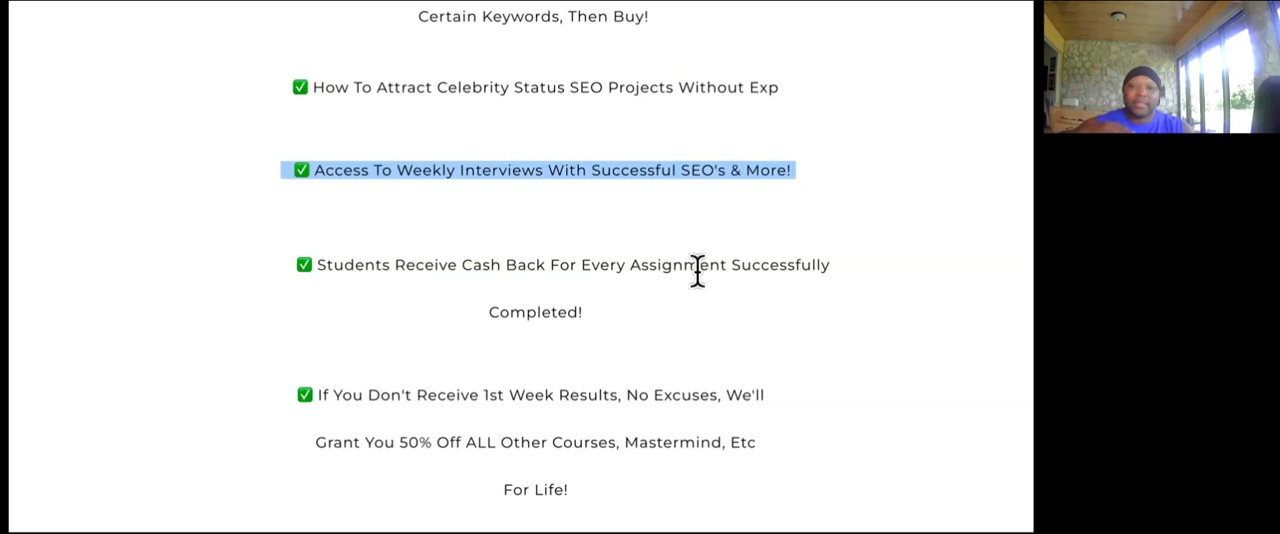 Certain Keywords, Then Buy!
✅ How To Attract Celebrity Status SEO Projects Without Exp
✅ Access To Weekly Interviews With Successful SEO's & More!
✅ Students Receive Cash Back For Every Assignment Successfully
Completed!
✅ If You Don't Receive 1st Week Results, No Excuses, We'll
Grant You 50% Off ALL Other Courses, Mastermind, Etc
For Life!